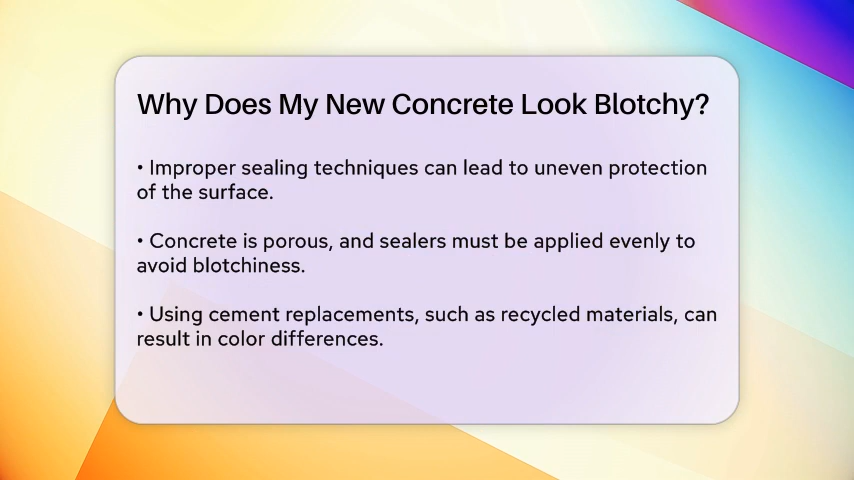 Why Does My New Concrete Look Blotchy?
• Improper sealing techniques can lead to uneven protection
of the surface.
• Concrete is porous, and sealers must be applied evenly to
avoid blotchiness.
• Using cement replacements, such as recycled materials, can
result in color differences.